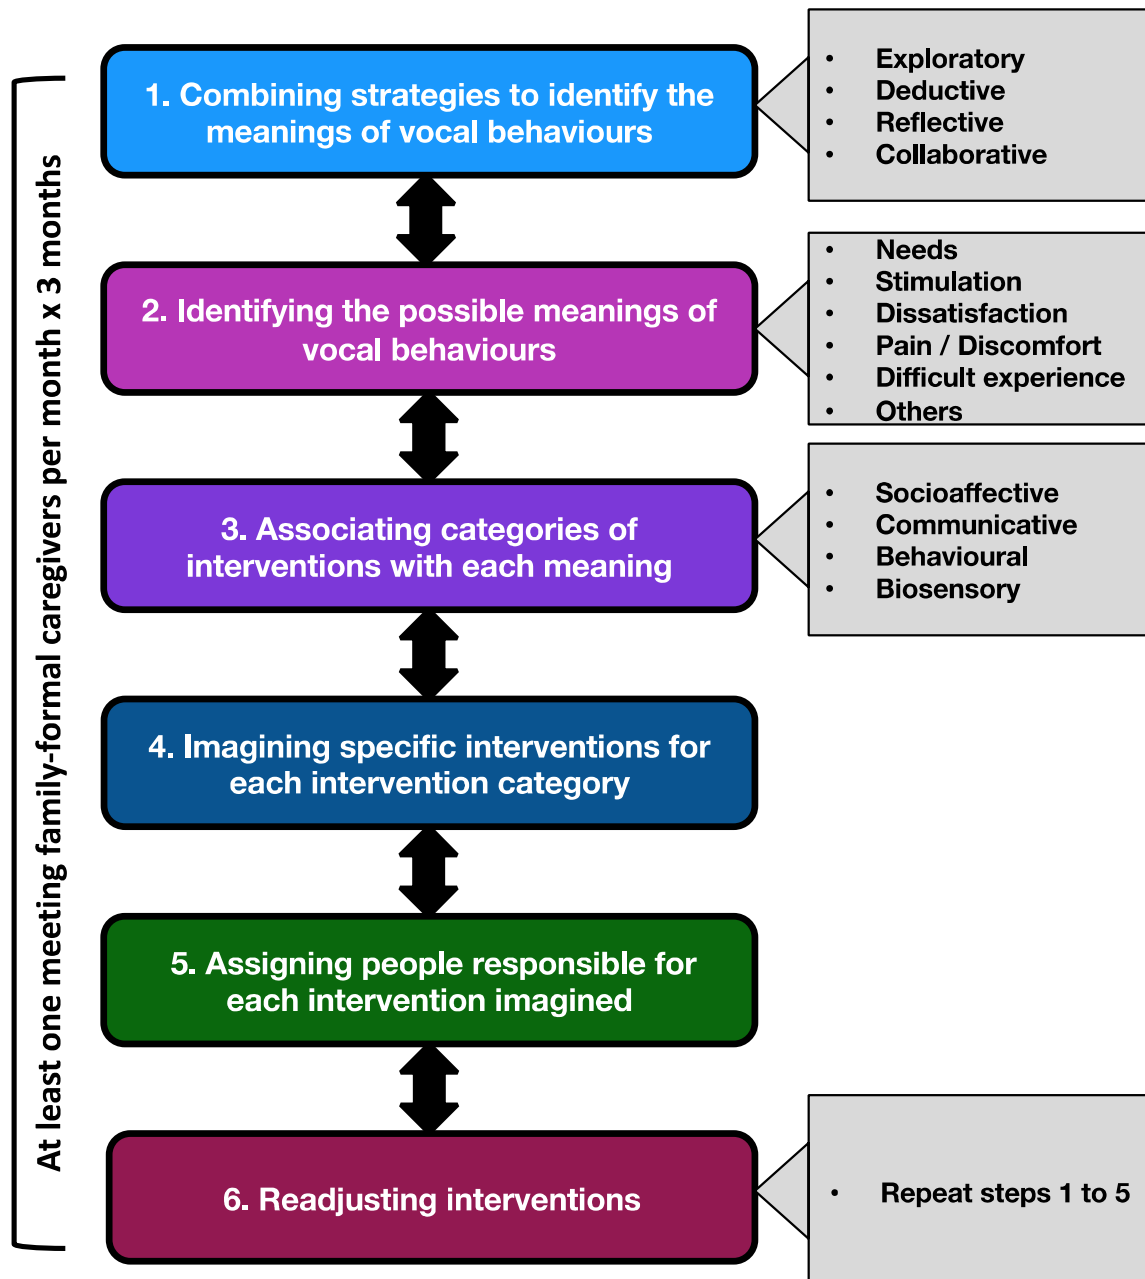 At least one meeting family-formal caregivers per month x 3 months
1. Combining strategies to identify the
meanings of vocal behaviours
• Exploratory
• Deductive
• Reflective
• Collaborative
2. Identifying the possible meanings of
vocal behaviours
• Needs
• Stimulation
• Dissatisfaction
• Pain / Discomfort
• Difficult experience
• Others
3. Associating categories of
interventions with each meaning
• Socioaffective
• Communicative
• Behavioural
• Biosensory
4. Imagining specific interventions for
each intervention category
5. Assigning people responsible for
each intervention imagined
6. Readjusting interventions
• Repeat steps 1 to 5